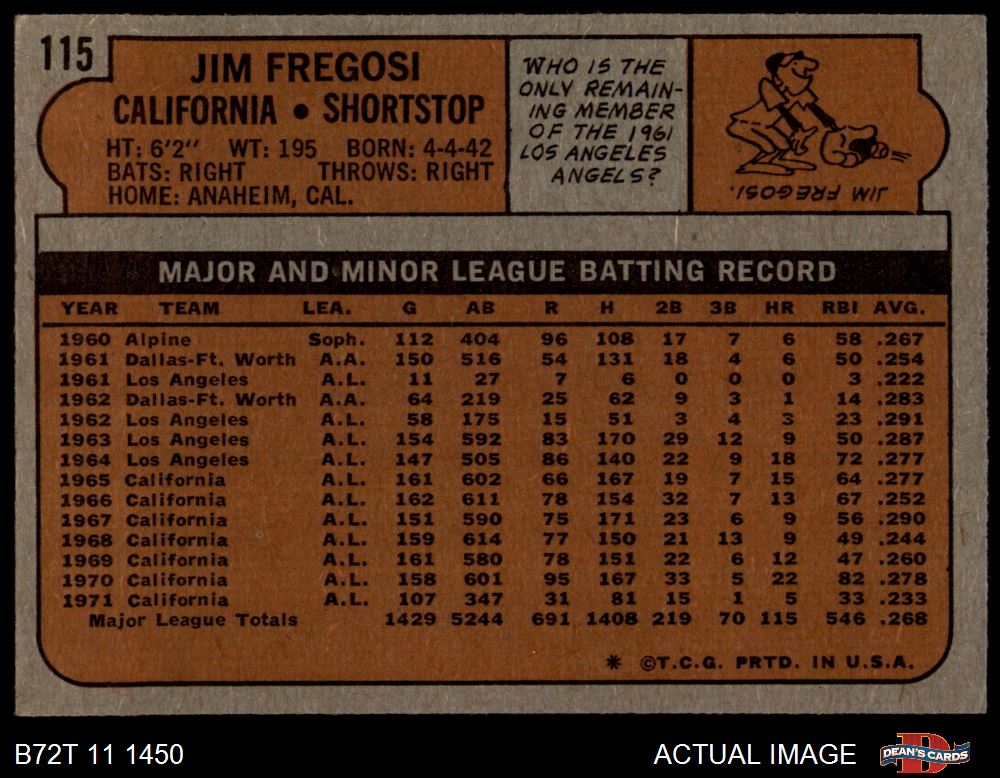 115
JIM FREGOSI
CALIFORNIA • SHORTSTOP
HT: 6'2" WT: 195 BORN: 4-4-42
BATS: RIGHT THROWS: RIGHT
HOME: ANAHEIM, CAL.
WHO IS THE
ONLY REMAIN-
ING MEMBER
OF THE 1961
LOS ANGELES
ANGELS?
JIM FREGOSI.
MAJOR AND MINOR LEAGUE BATTING RECORD
YEAR TEAM LEA. G AB R H 2B 3B HR RBI AVG.
1960 Alpine Soph. 112 404 96 108 17 7 6 58 .267
1961 Dallas-Ft. Worth A.A. 150 516 54 131 18 4 6 50 .254
1961 Los Angeles A.L. 11 27 7 6 0 0 0 3 .222
1962 Dallas-Ft. Worth A.A. 64 219 25 62 9 3 1 14 .283
1962 Los Angeles A.L. 58 175 15 51 3 4 3 23 .291
1963 Los Angeles A.L. 154 592 83 170 29 12 9 50 .287
1964 Los Angeles A.L. 147 505 86 140 22 9 18 72 .277
1965 California A.L. 161 602 66 167 19 7 15 64 .277
1966 California A.L. 162 611 78 154 32 7 13 67 .252
1967 California A.L. 151 590 75 171 23 6 9 56 .290
1968 California A.L. 159 614 77 150 21 13 9 49 .244
1969 California A.L. 161 580 78 151 22 6 12 47 .260
1970 California A.L. 158 601 95 167 33 5 22 82 .278
1971 California A.L. 107 347 31 81 15 1 5 33 .233
Major League Totals 1429 5244 691 1408 219 70 115 546 .268
* ©T.C.G. PRTD. IN U.S.A.
B72T 11 1450
ACTUAL IMAGE
D
DEAN'S CARDS